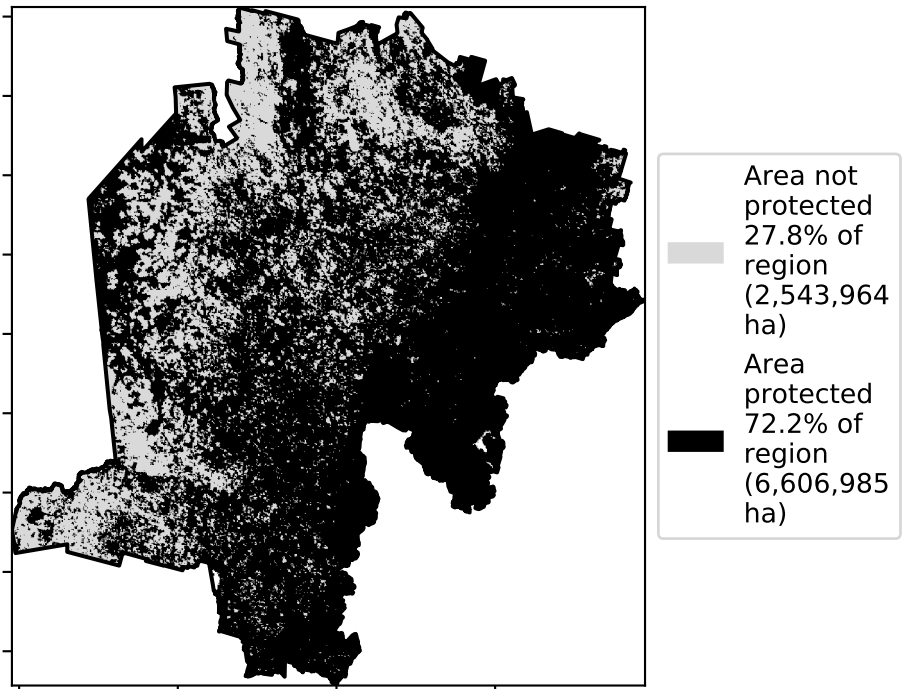 Area not
protected
27.8% of
region
(2,543,964
ha)
Area
protected
72.2% of
region
(6,606,985
ha)